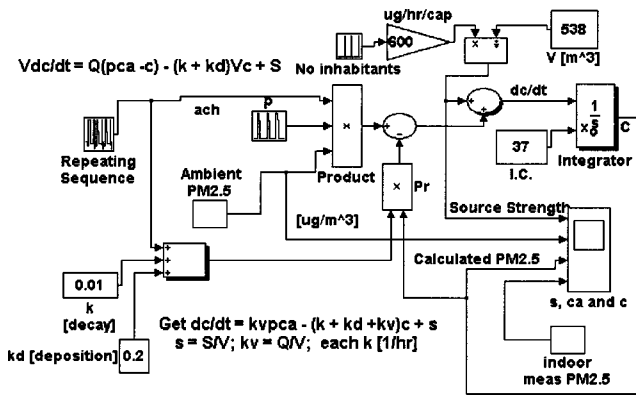 ug/hr/cap
600
538
V [m^3]
No inhabitants
Vdc/dt = Q(pca -c) - (k + kd)Vc + S
ach
p
dc/dt
1
s
C
Repeating
Sequence
Product
37
I.C.
Integrator
Ambient
PM2.5
Pr
[ug/m^3]
Source Strength
Calculated PM2.5
0.01
k
[decay]
s, ca and c
Get dc/dt = kvpca - (k + kd +kv)c + s
s = S/V; kv = Q/V; each k [1/hr]
kd [deposition]
0.2
indoor
meas PM2.5